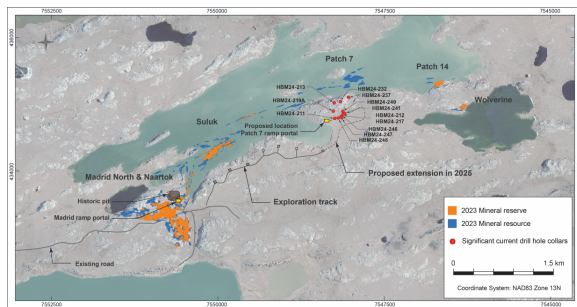 7552500
7550000
7547500
7545000
436000
434000
Patch 7
Patch 14
Wolverine
Suluk
Madrid North & Naartok
HBM24-213
HBM24-219A
HBM24-211
HBM24-232
HBM24-237
HBM24-249
HBM24-241
HBM24-212
HBM24-217
HBM24-246
HBM24-247
HBM24-248
Proposed location
Patch 7 ramp portal
Proposed extension in 2025
Exploration track
Historic pit
Madrid ramp portal
Existing road
2023 Mineral reserve
2023 Mineral resource
Significant current drill hole collars
0
1.5 km
Coordinate System: NAD83 Zone 13N
7552500
7550000
7547500
7545000